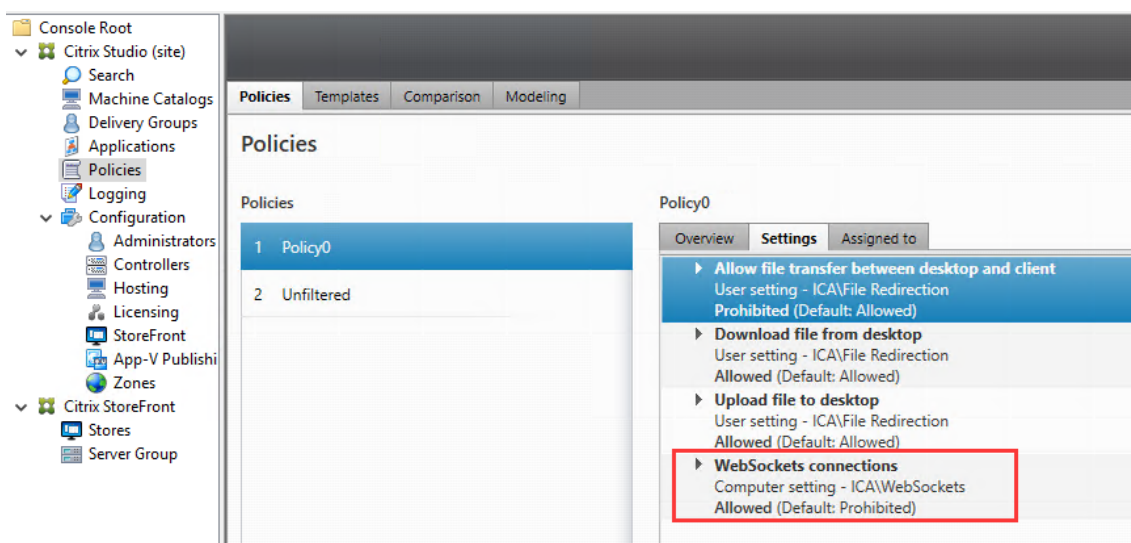 Console Root
Citrix Studio (site)
Search
Machine Catalogs
Delivery Groups
Applications
Policies
Logging
Configuration
Administrators
Controllers
Hosting
Licensing
StoreFront
App-V Publishi
Zones
Citrix StoreFront
Stores
Server Group
Policies Templates Comparison Modeling
Policies
Policies
1 Policy0
2 Unfiltered
Policy0
Overview Settings Assigned to
Allow file transfer between desktop and client
User setting - ICA\File Redirection
Prohibited (Default: Allowed)
Download file from desktop
User setting - ICA\File Redirection
Allowed (Default: Allowed)
Upload file to desktop
User setting - ICA\File Redirection
Allowed (Default: Allowed)
WebSockets connections
Computer setting - ICA\WebSockets
Allowed (Default: Prohibited)